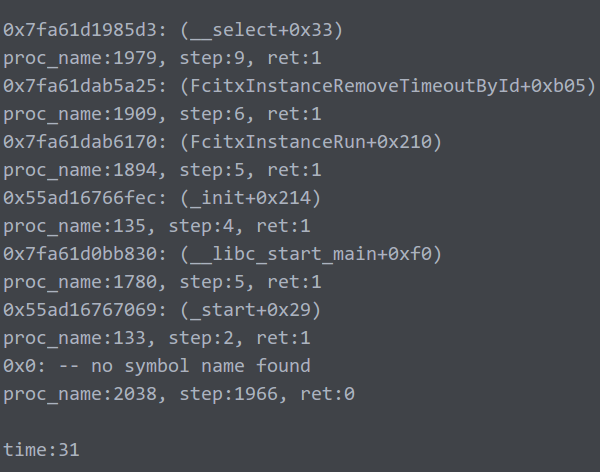 0x7fa61d1985d3: (__select+0x33)
proc_name:1979, step:9, ret:1
0x7fa61dab5a25: (FcitxInstanceRemoveTimeoutById+0xb05)
proc_name:1909, step:6, ret:1
0x7fa61dab6170: (FcitxInstanceRun+0x210)
proc_name:1894, step:5, ret:1
0x55ad16766fec: (_init+0x214)
proc_name:135, step:4, ret:1
0x7fa61d0bb830: (__libc_start_main+0xf0)
proc_name:1780, step:5, ret:1
0x55ad16767069: (_start+0x29)
proc_name:133, step:2, ret:1
0x0: -- no symbol name found
proc_name:2038, step:1966, ret:0
time:31